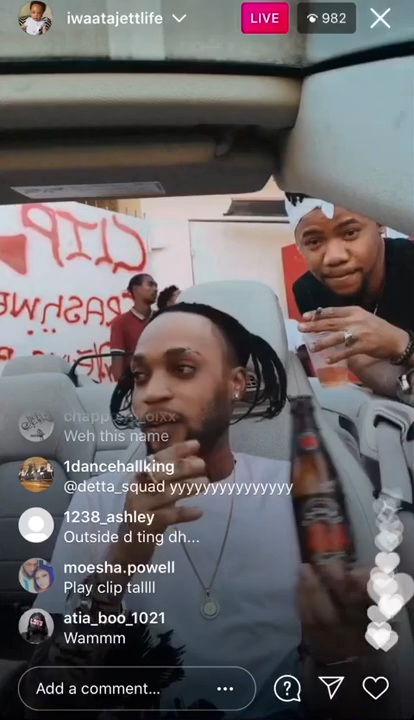 iwaatajettlife
LIVE
982
CLIP
Weh this name
1dancehallking
@detta_squad yyyyyyyyyyyyyyy
1238_ashley
Outside d ting dh...
moesha.powell
Play clip tallll
atia_boo_1021
Wammm
Add a comment...